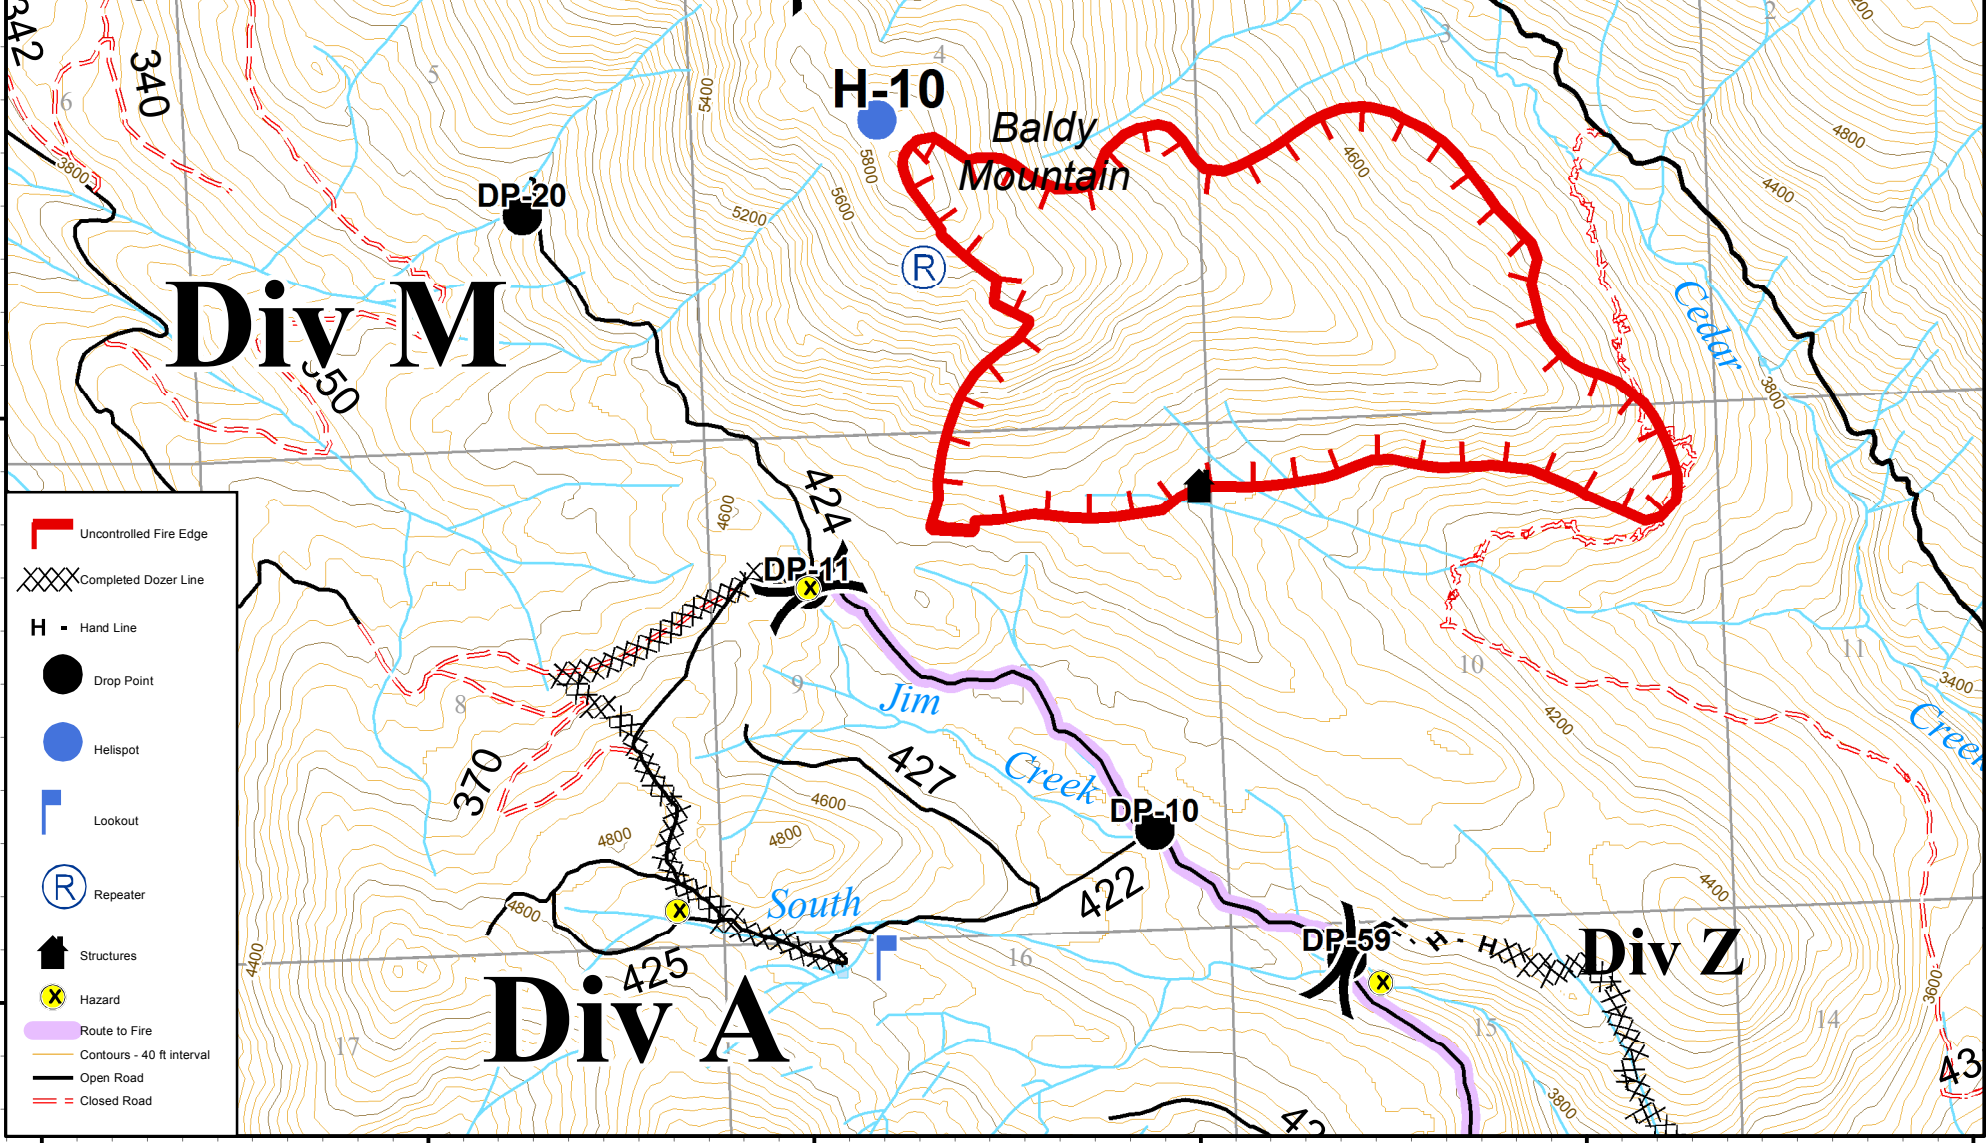 342
340
6
5
4
3
2
200
5400
H-10
Baldy
Mountain
3800
DP-20
5800
5600
5200
4600
4800
4400
Div M
R
Cedar
350
3800
424
4600
DP-11
X
Uncontrolled Fire Edge
Completed Dozer Line
H - Hand Line
Drop Point
Helispot
Lookout
R Repeater
Structures
X Hazard
Route to Fire
Contours - 40 ft interval
Open Road
Closed Road
8
9
10
11
3400
Jim
Creek
4200
Creek
370
427
4600
4800
4800
DP-10
422
4400
4800
South
X
425
4400
DP-59
- H - H
Div Z
X
16
15
14
3600
Div A
17
3800
43
42